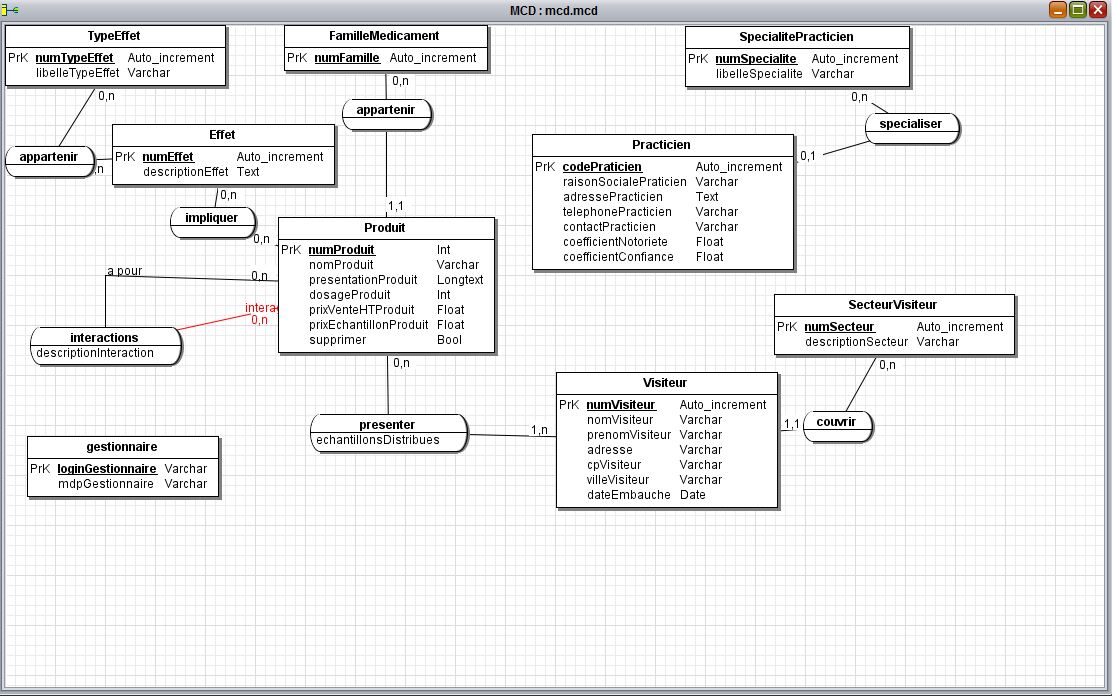 MCD : mcd.mcd
TypeEffet
PrK numTypeEffet Auto_increment
libelleTypeEffet Varchar
0,n
appartenir
,n
Effet
PrK numEffet Auto_increment
descriptionEffet Text
0,n
impliquer
0,n
FamilleMedicament
PrK numFamille Auto_increment
0,n
appartenir
1,1
Produit
PrK numProduit Int
nomProduit Varchar
presentationProduit Longtext
dosageProduit Int
prixVenteHTProduit Float
prixEchantillonProduit Float
supprimer Bool
a pour
0,n
intera
0,n
interactions
descriptionInteraction
0,n
presenter
echantillonsDistribues
1,n
gestionnaire
PrK loginGestionnaire Varchar
mdpGestionnaire Varchar
SpecialitePracticien
PrK numSpecialite Auto_increment
libelleSpecialite Varchar
0,n
specialiser
0,1
Practicien
PrK codePraticien Auto_increment
raisonSocialePraticien Varchar
adressePracticien Text
telephonePracticien Varchar
contactPracticien Varchar
coefficientNotoriete Float
coefficientConfiance Float
SecteurVisiteur
PrK numSecteur Auto_increment
descriptionSecteur Varchar
0,n
couvrir
1,1
Visiteur
PrK numVisiteur Auto_increment
nomVisiteur Varchar
prenomVisiteur Varchar
adresse Varchar
cpVisiteur Varchar
villeVisiteur Varchar
dateEmbauche Date